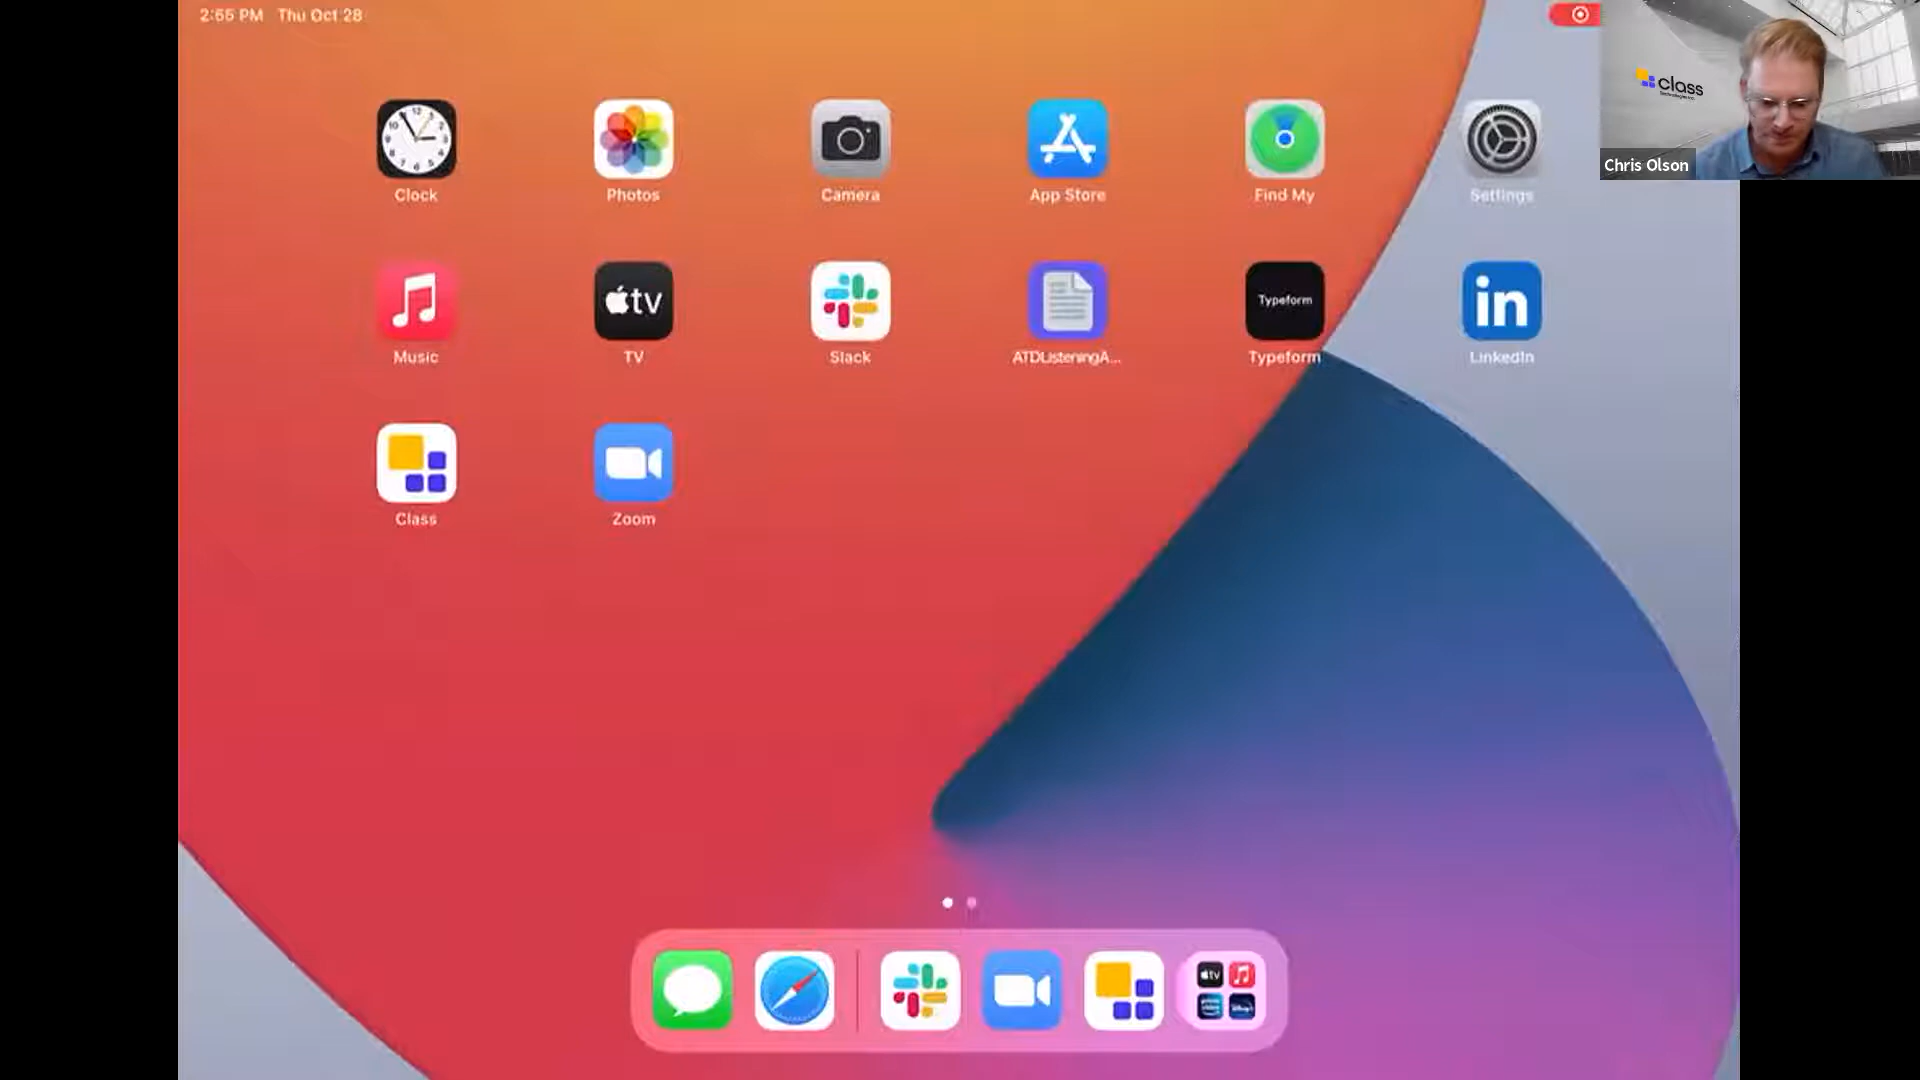 2:55 PM Thu Oct 28
class
Chris Olson
Clock
Photos
Camera
App Store
Find My
Settings
tv
Typeform
in
Music
TV
Slack
ATDListeningA...
Typeform
LinkedIn
Class
Zoom
tv